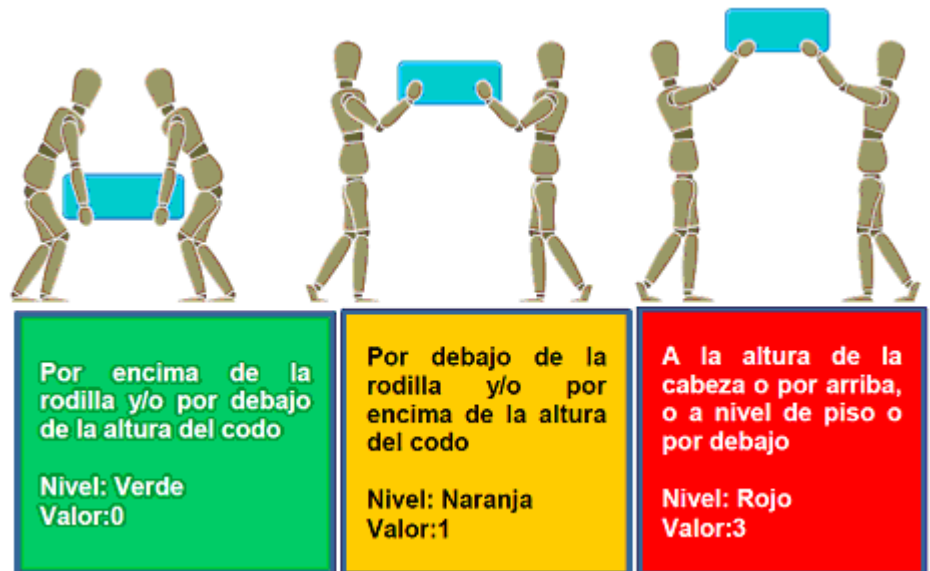 Por encima de la
rodilla y/o por debajo
de la altura del codo
Nivel: Verde
Valor:0
Por debajo de la
rodilla y/o por
encima de la altura
del codo
Nivel: Naranja
Valor:1
A la altura de la
cabeza o por arriba,
o a nivel de piso o
por debajo
Nivel: Rojo
Valor:3